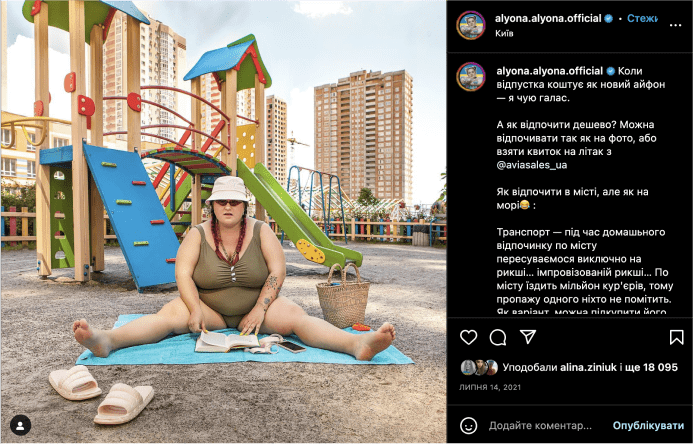 alyona.alyona.official • Стежи
Київ
alyona.alyona.official Коли
відпустка коштує як новий айфон
— я чую галас.
А як відпочити дешево? Можна
відпочивати так як на фото, або
взяти квиток на літак з
@aviasales_ua
Як відпочити в місті, але як на
морі😂 :
Транспорт — під час домашнього
відпочинку по місту
пересуваємося виключно на
рикші... імпровізованій рикші... По
місту їздить мільйон кур'єрів, тому
пропажу одного ніхто не помітить.
Як варіант, можна підкупити його
Уподобали alina.ziniuk і ще 18 095
ЛИПНЯ 14, 2021
Додайте коментар...
Опублікувати